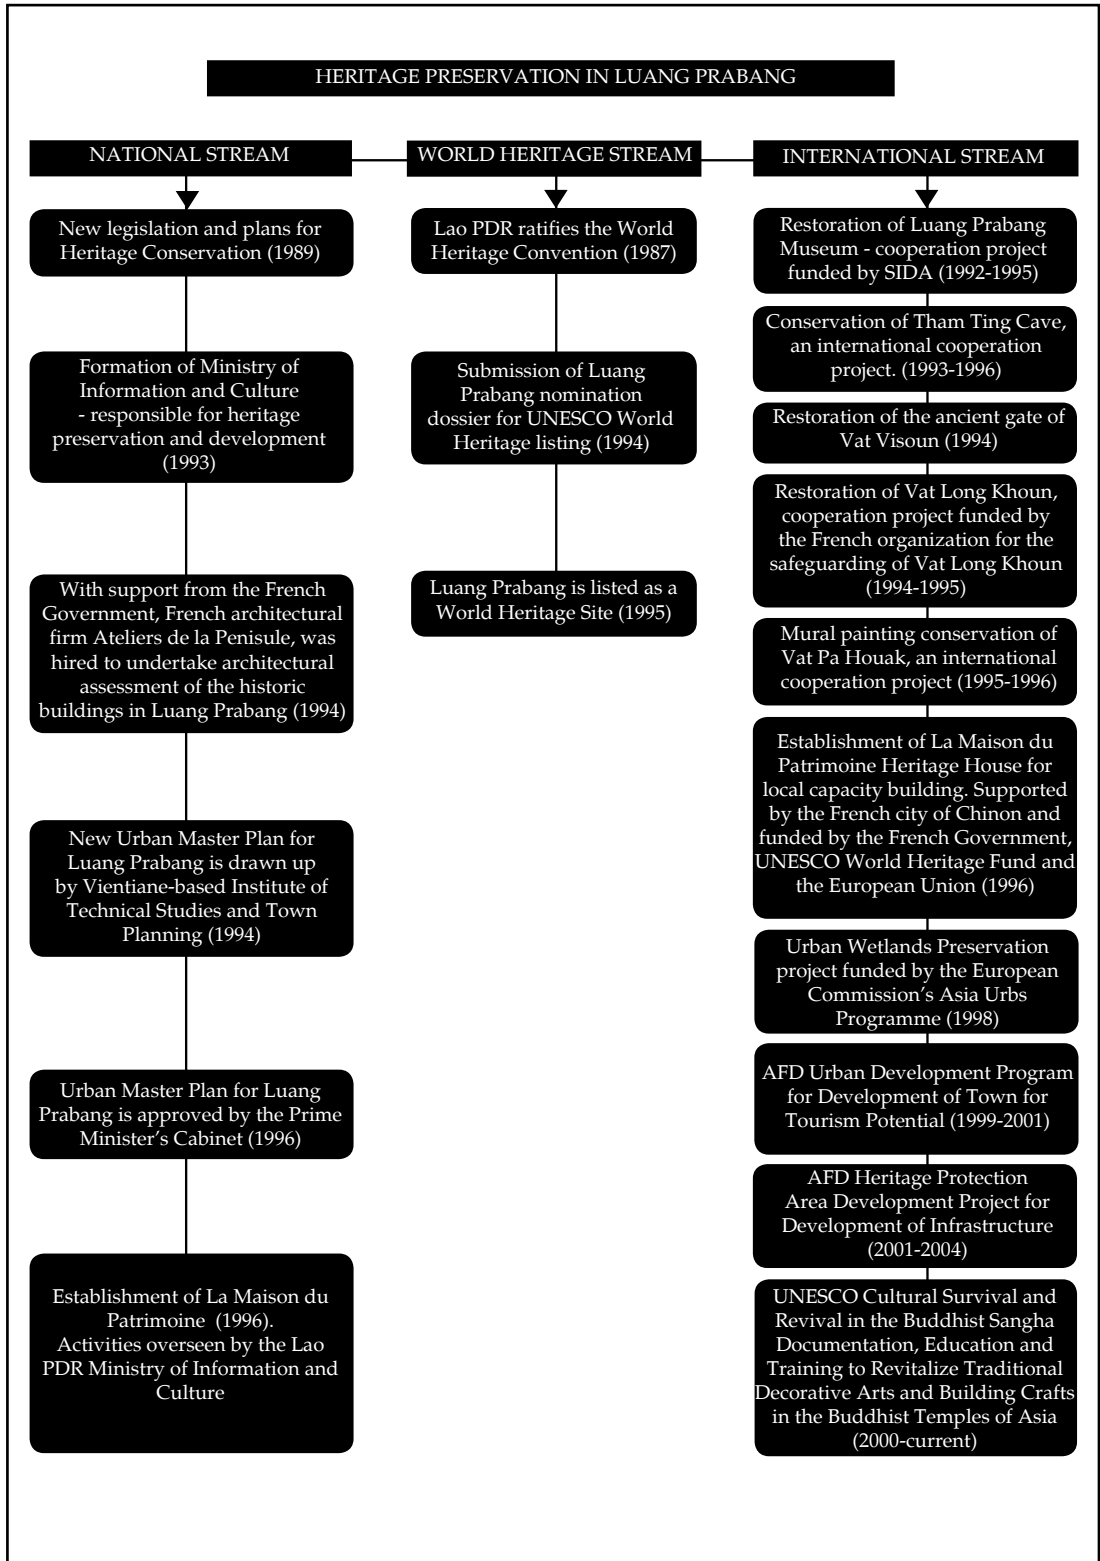 HERITAGE PRESERVATION IN LUANG PRABANG
NATIONAL STREAM
New legislation and plans for
Heritage Conservation (1989)
Formation of Ministry of
Information and Culture
- responsible for heritage
preservation and development
(1993)
With support from the French
Government, French architectural
firm Ateliers de la Penisule, was
hired to undertake architectural
assessment of the historic
buildings in Luang Prabang (1994)
New Urban Master Plan for
Luang Prabang is drawn up
by Vientiane-based Institute of
Technical Studies and Town
Planning (1994)
Urban Master Plan for Luang
Prabang is approved by the Prime
Minister’s Cabinet (1996)
Establishment of La Maison du
Patrimoine (1996).
Activities overseen by the Lao
PDR Ministry of Information and
Culture
WORLD HERITAGE STREAM
Lao PDR ratifies the World
Heritage Convention (1987)
Submission of Luang
Prabang nomination
dossier for UNESCO World
Heritage listing (1994)
Luang Prabang is listed as a
World Heritage Site (1995)
INTERNATIONAL STREAM
Restoration of Luang Prabang
Museum - cooperation project
funded by SIDA (1992-1995)
Conservation of Tham Ting Cave,
an international cooperation
project. (1993-1996)
Restoration of the ancient gate of
Vat Visoun (1994)
Restoration of Vat Long Khoun,
cooperation project funded by
the French organization for the
safeguarding of Vat Long Khoun
(1994-1995)
Mural painting conservation of
Vat Pa Houak, an international
cooperation project (1995-1996)
Establishment of La Maison du
Patrimoine Heritage House for
local capacity building. Supported
by the French city of Chinon and
funded by the French Government,
UNESCO World Heritage Fund and
the European Union (1996)
Urban Wetlands Preservation
project funded by the European
Commission’s Asia Urbs
Programme (1998)
AFD Urban Development Program
for Development of Town for
Tourism Potential (1999-2001)
AFD Heritage Protection
Area Development Project for
Development of Infrastructure
(2001-2004)
UNESCO Cultural Survival and
Revival in the Buddhist Sangha
Documentation, Education and
Training to Revitalize Traditional
Decorative Arts and Building Crafts
in the Buddhist Temples of Asia
(2000-current)